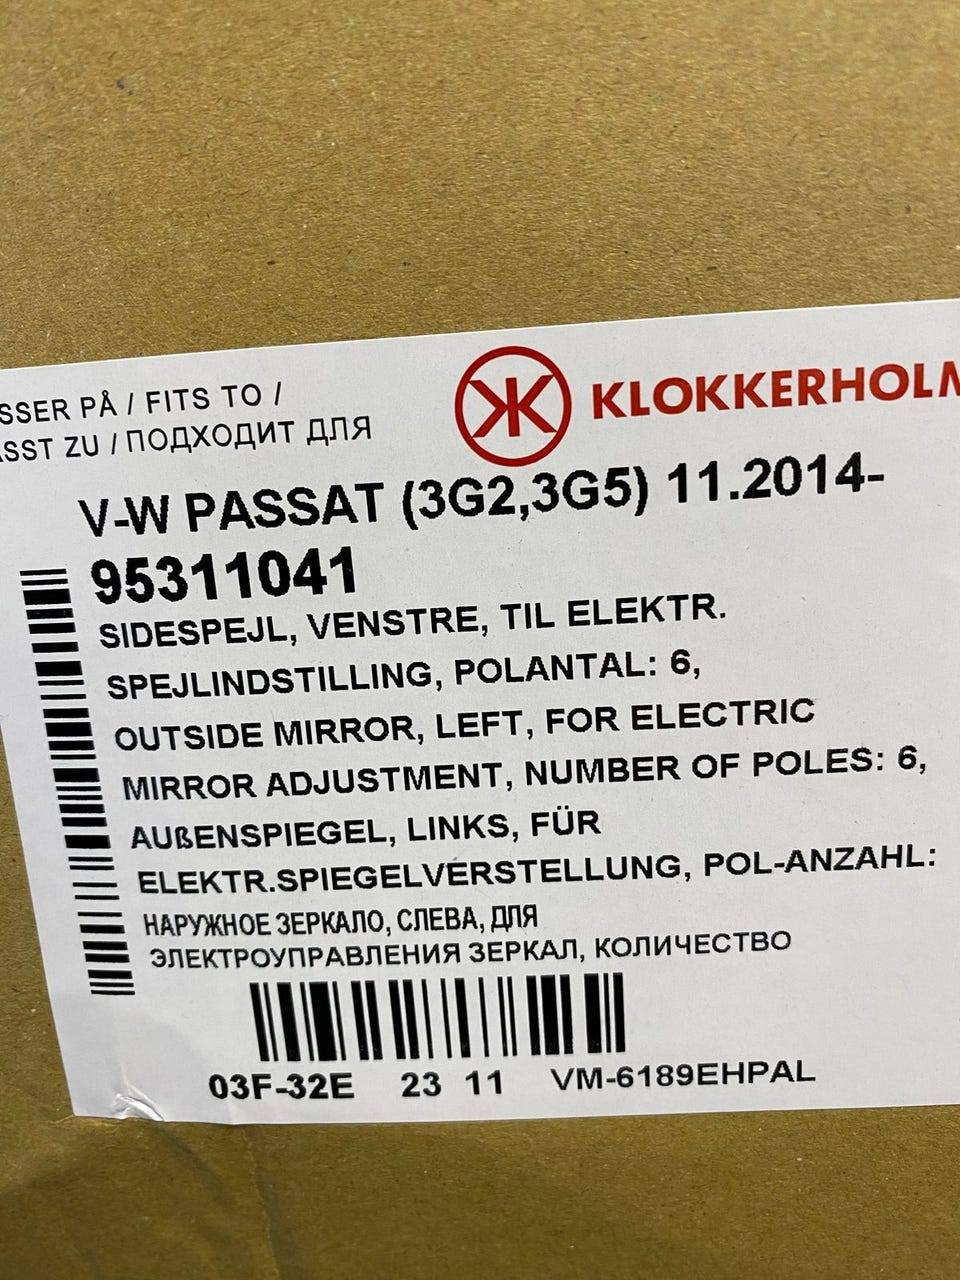 PÅ / FITS TO /
ZU / ПОДХОДИТ ДЛЯ
KLOKKERHOLM
V-W PASSAT (3G2,3G5) 11.2014-
95311041
SIDESPEJL, VENSTRE, TIL ELEKTR.
SPEJLINDSTILLING, POLANTAL: 6,
OUTSIDE MIRROR, LEFT, FOR ELECTRIC
MIRROR ADJUSTMENT, NUMBER OF POLES: 6,
AUßENSPIEGEL, LINKS, FÜR
ELEKTR.SPIEGELVERSTELLUNG, POL-ANZAHL:
НАРУЖНОЕ ЗЕРКАЛО, СЛЕВА, ДЛЯ
ЭЛЕКТРОУПРАВЛЕНИЯ ЗЕРКАЛ, КОЛИЧЕСТВО
03F-32E 23 11 VM-6189EHPAL